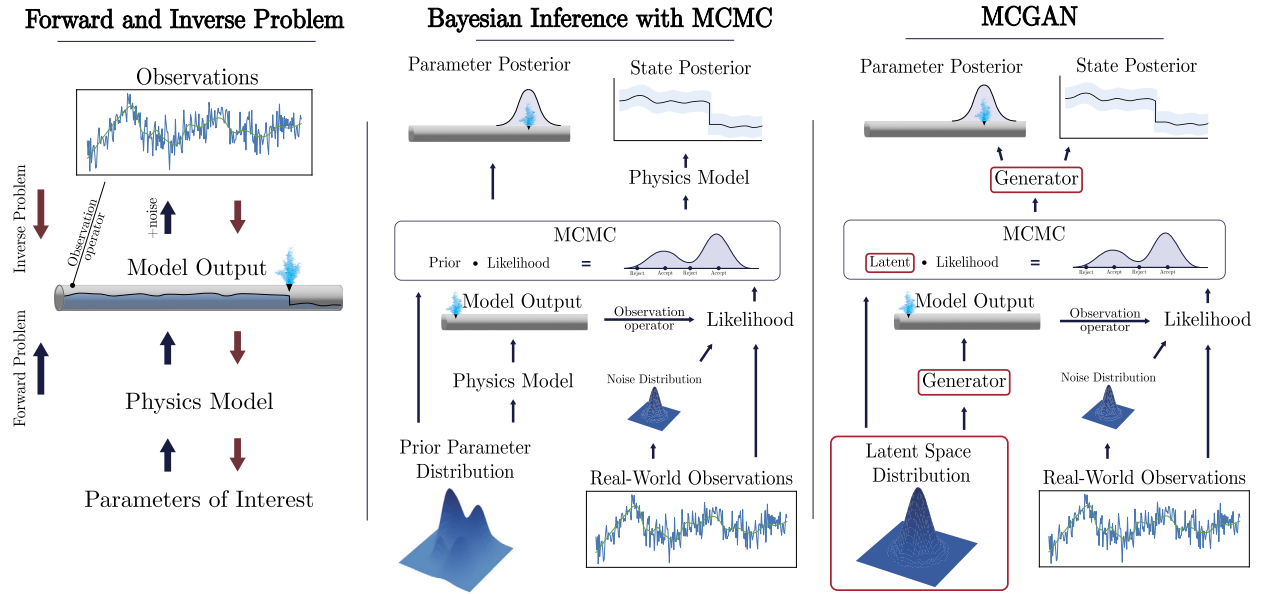 Forward and Inverse Problem
Observations
Inverse Problem
Observation
operator
+noise
Model Output
Forward Problem
Physics Model
Parameters of Interest
Bayesian Inference with MCMC
Parameter Posterior
State Posterior
Physics Model
MCMC
Prior • Likelihood =
Reject Accept Reject Accept
Model Output
Observation
operator
Likelihood
Physics Model
Noise Distribution
Prior Parameter
Distribution
Real-World Observations
MCGAN
Parameter Posterior
State Posterior
Generator
MCMC
Latent • Likelihood =
Reject Accept Reject Accept
Model Output
Observation
operator
Likelihood
Generator
Noise Distribution
Latent Space
Distribution
Real-World Observations